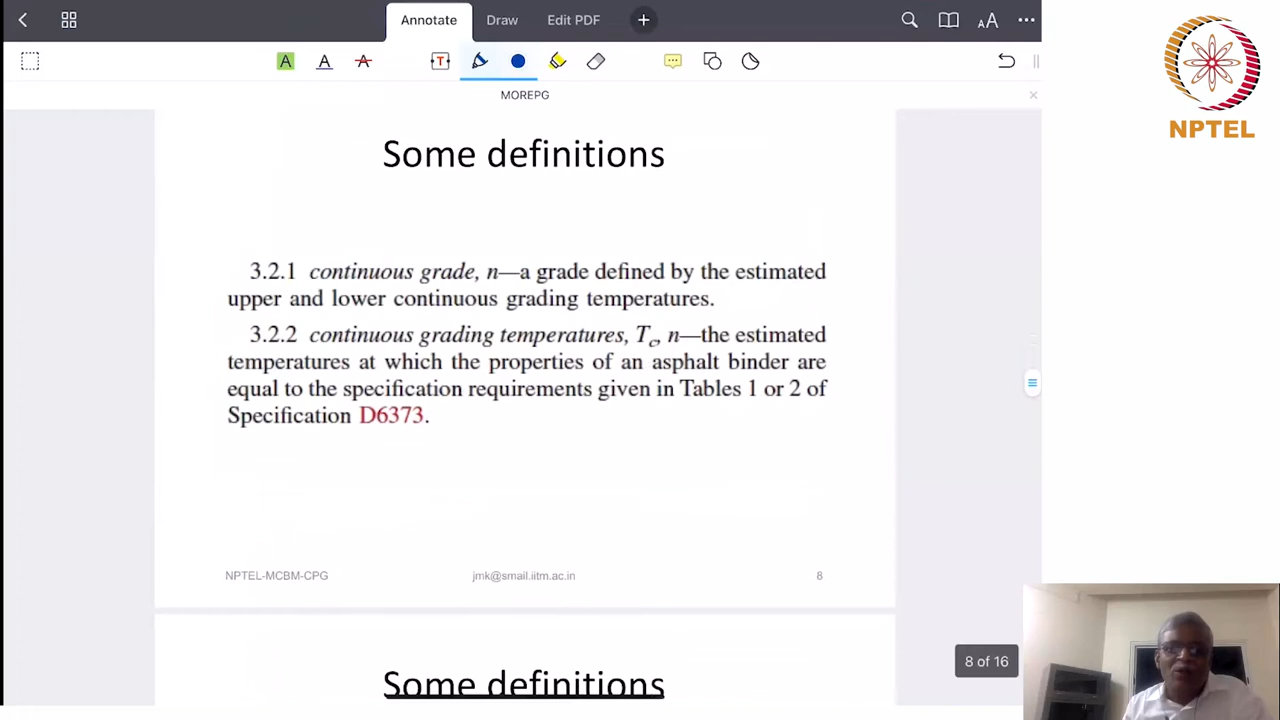 Annotate Draw Edit PDF + AA
A A A T
MOREPG
NPTEL
Some definitions
3.2.1 continuous grade, n—a grade defined by the estimated
upper and lower continuous grading temperatures.
3.2.2 continuous grading temperatures, Tc, n—the estimated
temperatures at which the properties of an asphalt binder are
equal to the specification requirements given in Tables 1 or 2 of
Specification D6373.
NPTEL-MCBM-CPG jmk@smail.iitm.ac.in 8
8 of 16
Some definitions